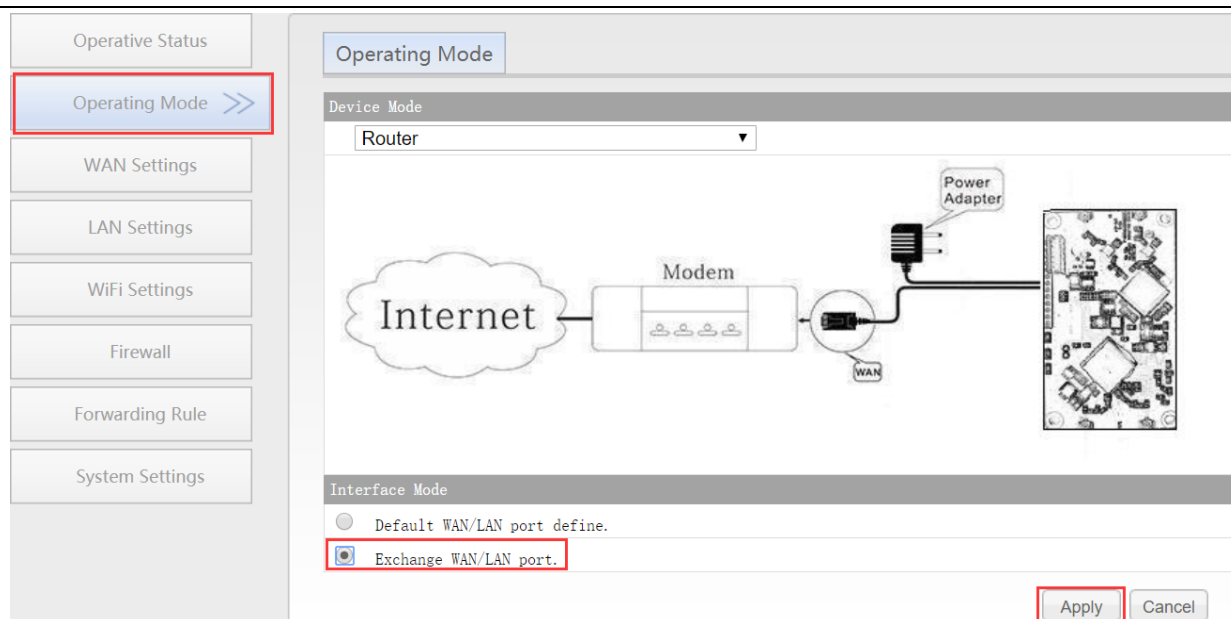 Operative Status
Operating Mode
WAN Settings
LAN Settings
WiFi Settings
Firewall
Forwarding Rule
System Settings
Operating Mode
Device Mode
Router
Internet
Modem
WAN
Power
Adapter
8
Interface Mode
Default WAN/LAN port define.
Exchange WAN/LAN port.
Apply
Cancel